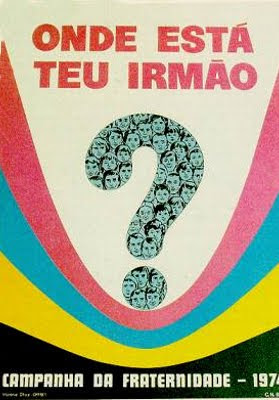 ONDE ESTÁ
TEU IRMÃO
?
CAMPANHA DA FRATERNIDADE – 1974